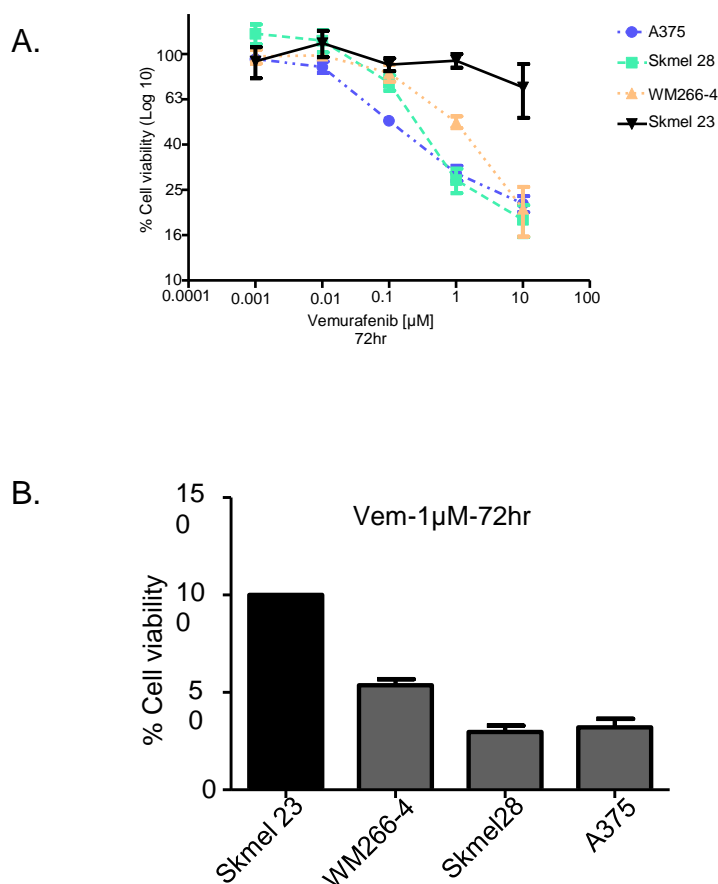 A.
% Cell viability (Log 10)
100
63
40
25
16
10
0.0001
0.001
0.01
0.1
1
10
100
Vemurafenib [µM]
72hr
A375
Skmel 28
WM266-4
Skmel 23
B.
Vem-1µM-72hr
% Cell viability
15
0
10
0
5
0
0
Skmel 23
WM266-4
Skmel28
A375